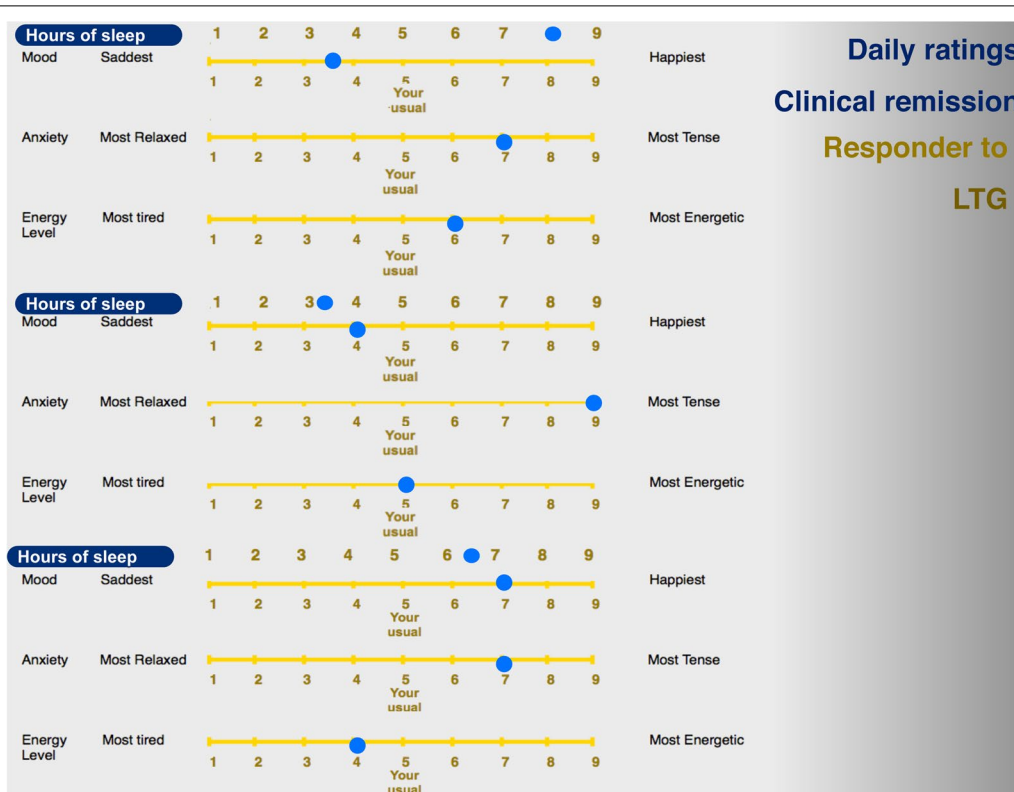 Hours of sleep 1 2 3 4 5 6 7 9
Mood Saddest Happiest
1 2 3 4 5 6 7 8 9
Your
usual
Anxiety Most Relaxed Most Tense
1 2 3 4 5 6 7 8 9
Your
usual
Energy Most tired Most Energetic
Level
1 2 3 4 5 6 7 8 9
Your
usual
Hours of sleep 1 2 3 4 5 6 7 8 9
Mood Saddest Happiest
1 2 3 4 5 6 7 8 9
Your
usual
Anxiety Most Relaxed Most Tense
1 2 3 4 5 6 7 8 9
Your
usual
Energy Most tired Most Energetic
Level
1 2 3 4 5 6 7 8 9
Your
usual
Hours of sleep 1 2 3 4 5 6 7 8 9
Mood Saddest Happiest
1 2 3 4 5 6 7 8 9
Your
usual
Anxiety Most Relaxed Most Tense
1 2 3 4 5 6 7 8 9
Your
usual
Energy Most tired Most Energetic
Level
1 2 3 4 5 6 7 8 9
Your
usual
Daily ratings
Clinical remission
Responder to
LTG